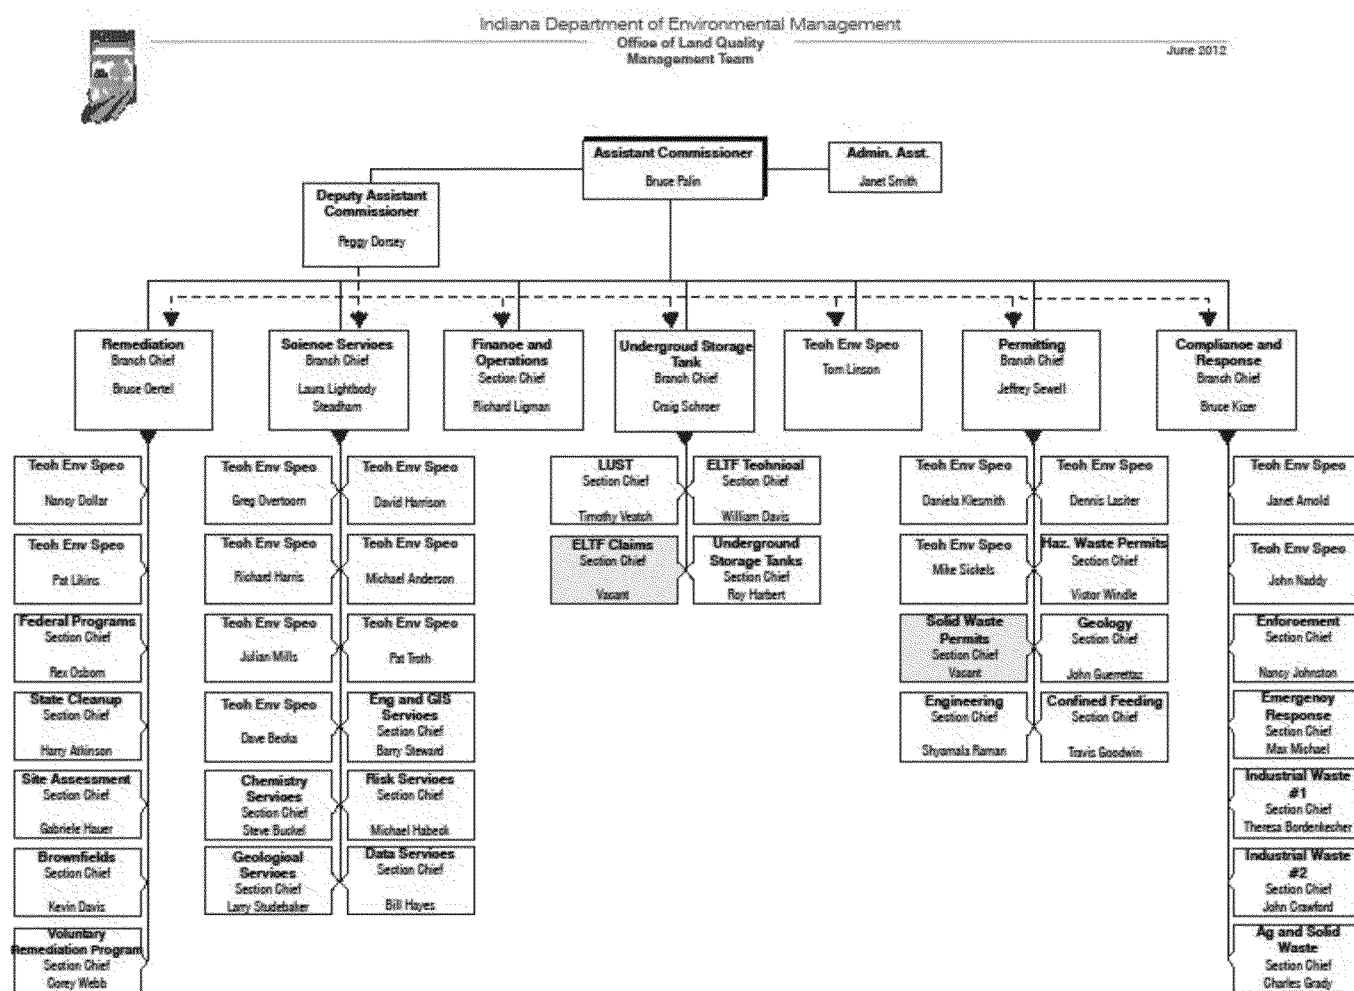 Indiana Department of Environmental Management
Office of Land Quality
Management Team
June 2012
Assistant Commissioner
Bruce Palin
Admin. Asst.
Janet Smith
Deputy Assistant
Commissioner
Peggy Dorsey
Remediation
Branch Chief
Bruce Oertel
Science Services
Branch Chief
Laura Lightbody
Steadham
Finance and
Operations
Section Chief
Richard Ligman
Undergroud Storage
Tank
Branch Chief
Craig Schroer
Tech Env Spec
Tom Linson
Permitting
Branch Chief
Jeffrey Sewell
Compliance and
Response
Branch Chief
Bruce Kizer
Tech Env Spec
Nancy Dollar
Tech Env Spec
Pat Likins
Federal Programs
Section Chief
Rex Osborn
State Cleanup
Section Chief
Harry Atkinson
Site Assessment
Section Chief
Gabriele Hauer
Brownfields
Section Chief
Kevin Davis
Voluntary
Remediation Program
Section Chief
Corey Webb
Tech Env Spec
Greg Overtoom
Tech Env Spec
David Harrison
Tech Env Spec
Richard Harris
Tech Env Spec
Michael Anderson
Tech Env Spec
Julian Mills
Tech Env Spec
Pat Troth
Tech Env Spec
Dave Beska
Eng and GIS
Services
Section Chief
Barry Steward
Chemistry
Services
Section Chief
Steve Buckel
Risk Services
Section Chief
Michael Habeck
Geological
Services
Section Chief
Larry Studebaker
Data Services
Section Chief
Bill Hayes
LUST
Section Chief
Timothy Veatch
ELTF Technical
Section Chief
William Davis
ELTF Claims
Section Chief
Vacant
Underground
Storage Tanks
Section Chief
Roy Harbert
Tech Env Spec
Daniela Klesmith
Tech Env Spec
Dennis Lasiter
Tech Env Spec
Mike Sickels
Haz. Waste Permits
Section Chief
Victor Windle
Solid Waste
Permits
Section Chief
Vacant
Geology
Section Chief
John Guerrettaz
Engineering
Section Chief
Shyamala Raman
Confined Feeding
Section Chief
Travis Goodwin
Tech Env Spec
Janet Arnold
Tech Env Spec
John Naddy
Enforcement
Section Chief
Nancy Johnston
Emergency
Response
Section Chief
Max Michael
Industrial Waste
#1
Section Chief
Theresa Bordenkecher
Industrial Waste
#2
Section Chief
John Crawford
Ag and Solid
Waste
Section Chief
Charles Grady